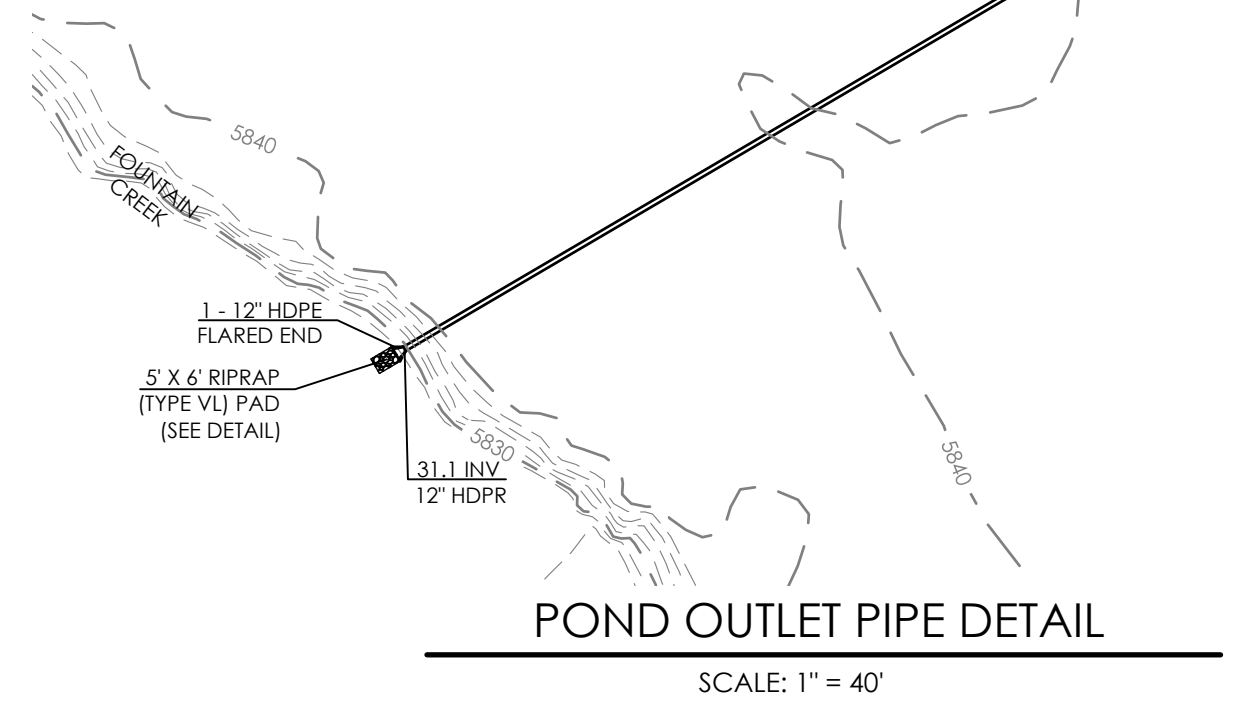 5840
FOUNTAIN
CREEK
1 - 12" HDPE
FLARED END
5' X 6' RIPRAP
(TYPE VL) PAD
(SEE DETAIL)
5830
31.1 INV
12" HDPR
5840
POND OUTLET PIPE DETAIL
SCALE: 1" = 40'